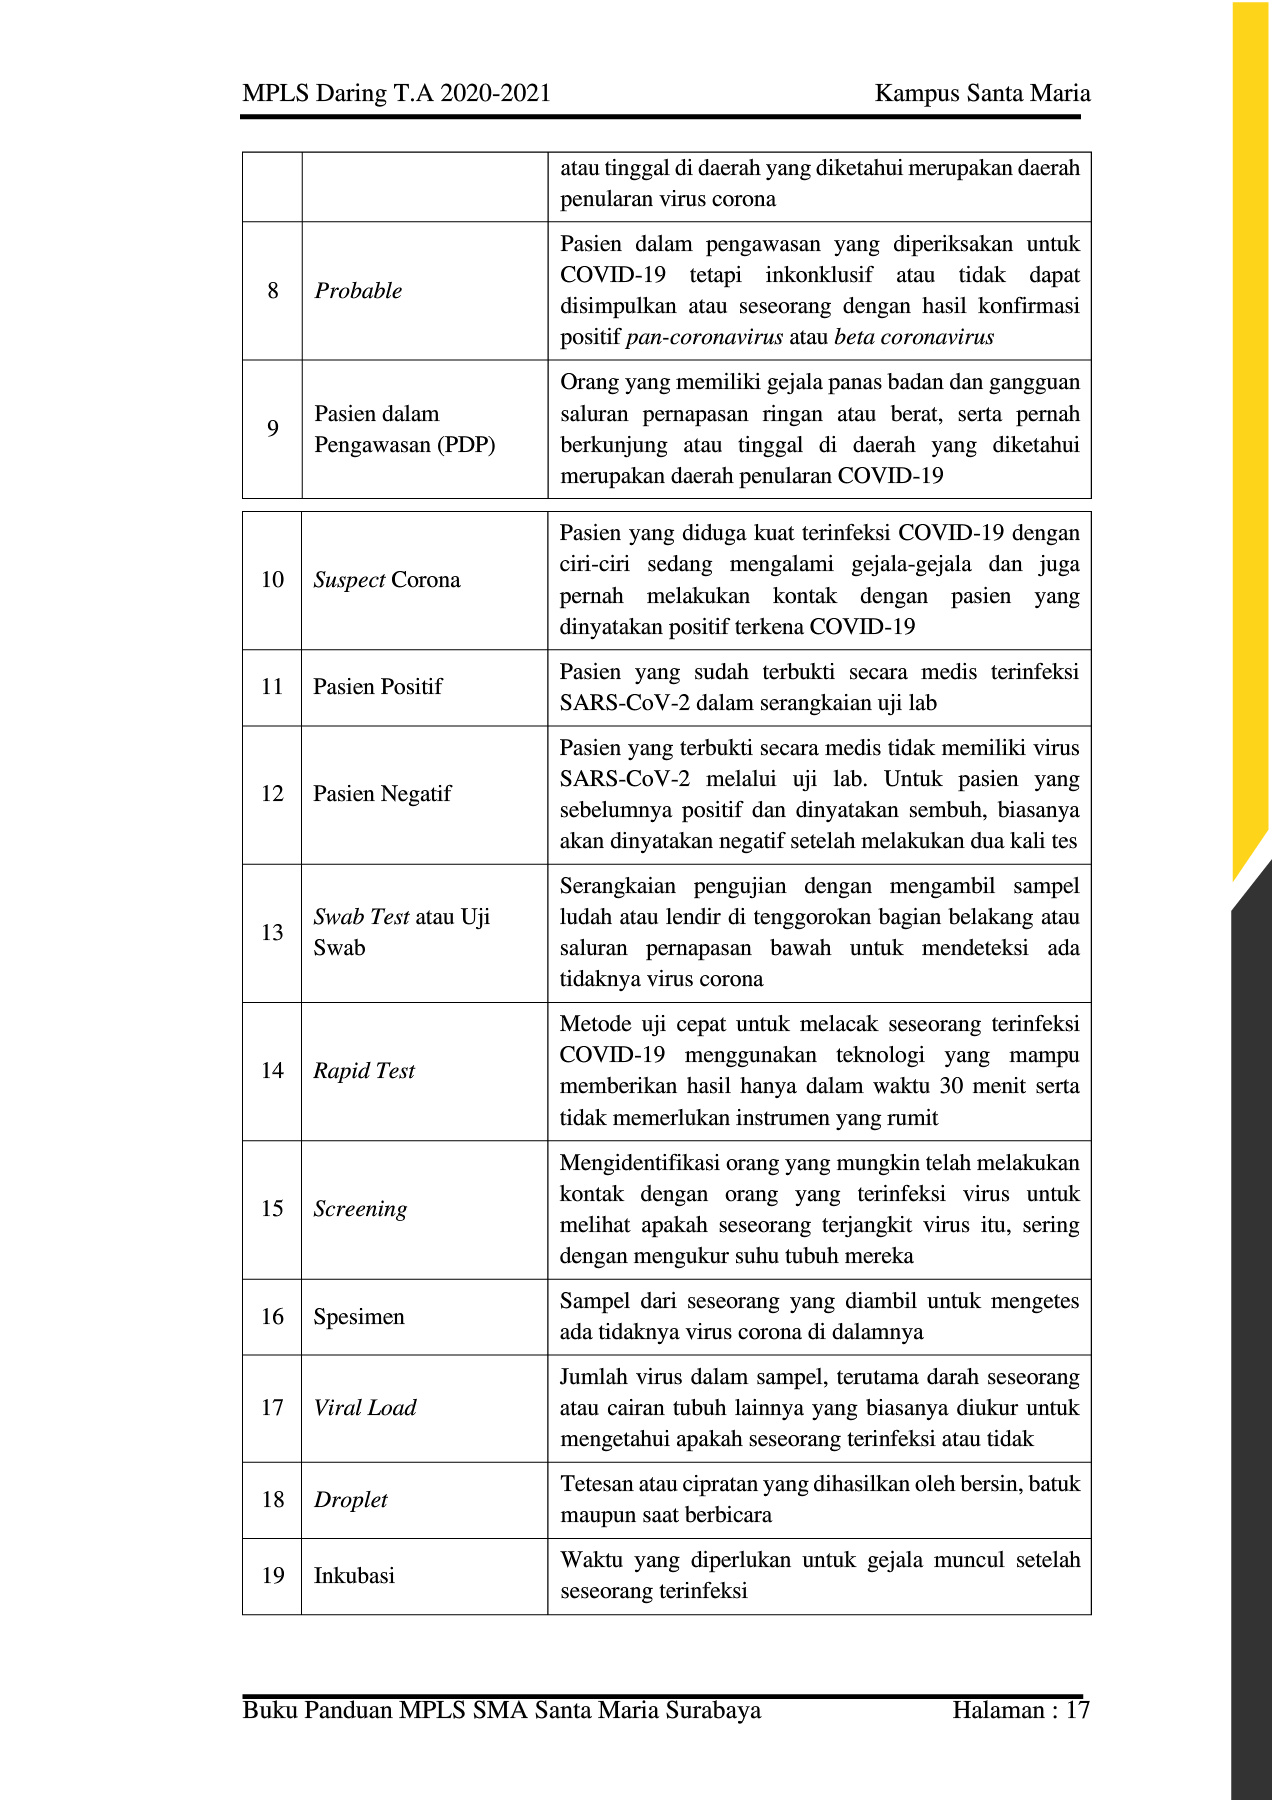 MPLS Daring T.A 2020-2021 Kampus Santa Maria
atau tinggal di daerah yang diketahui merupakan daerah
penularan virus corona
8
Probable
Pasien dalam pengawasan yang diperiksakan untuk
COVID-19 tetapi inkonklusif atau tidak dapat
disimpulkan atau seseorang dengan hasil konfirmasi
positif pan-coronavirus atau beta coronavirus
9
Pasien dalam
Pengawasan (PDP)
Orang yang memiliki gejala panas badan dan gangguan
saluran pernapasan ringan atau berat, serta pernah
berkunjung atau tinggal di daerah yang diketahui
merupakan daerah penularan COVID-19
10
Suspect Corona
Pasien yang diduga kuat terinfeksi COVID-19 dengan
ciri-ciri sedang mengalami gejala-gejala dan juga
pernah melakukan kontak dengan pasien yang
dinyatakan positif terkena COVID-19
11
Pasien Positif
Pasien yang sudah terbukti secara medis terinfeksi
SARS-CoV-2 dalam serangkaian uji lab
12
Pasien Negatif
Pasien yang terbukti secara medis tidak memiliki virus
SARS-CoV-2 melalui uji lab. Untuk pasien yang
sebelumnya positif dan dinyatakan sembuh, biasanya
akan dinyatakan negatif setelah melakukan dua kali tes
13
Swab Test atau Uji
Swab
Serangkaian pengujian dengan mengambil sampel
ludah atau lendir di tenggorokan bagian belakang atau
saluran pernapasan bawah untuk mendeteksi ada
tidaknya virus corona
14
Rapid Test
Metode uji cepat untuk melacak seseorang terinfeksi
COVID-19 menggunakan teknologi yang mampu
memberikan hasil hanya dalam waktu 30 menit serta
tidak memerlukan instrumen yang rumit
15
Screening
Mengidentifikasi orang yang mungkin telah melakukan
kontak dengan orang yang terinfeksi virus untuk
melihat apakah seseorang terjangkit virus itu, sering
dengan mengukur suhu tubuh mereka
16
Spesimen
Sampel dari seseorang yang diambil untuk mengetes
ada tidaknya virus corona di dalamnya
17
Viral Load
Jumlah virus dalam sampel, terutama darah seseorang
atau cairan tubuh lainnya yang biasanya diukur untuk
mengetahui apakah seseorang terinfeksi atau tidak
18
Droplet
Tetesan atau cipratan yang dihasilkan oleh bersin, batuk
maupun saat berbicara
19
Inkubasi
Waktu yang diperlukan untuk gejala muncul setelah
seseorang terinfeksi
Buku Panduan MPLS SMA Santa Maria Surabaya Halaman : 17